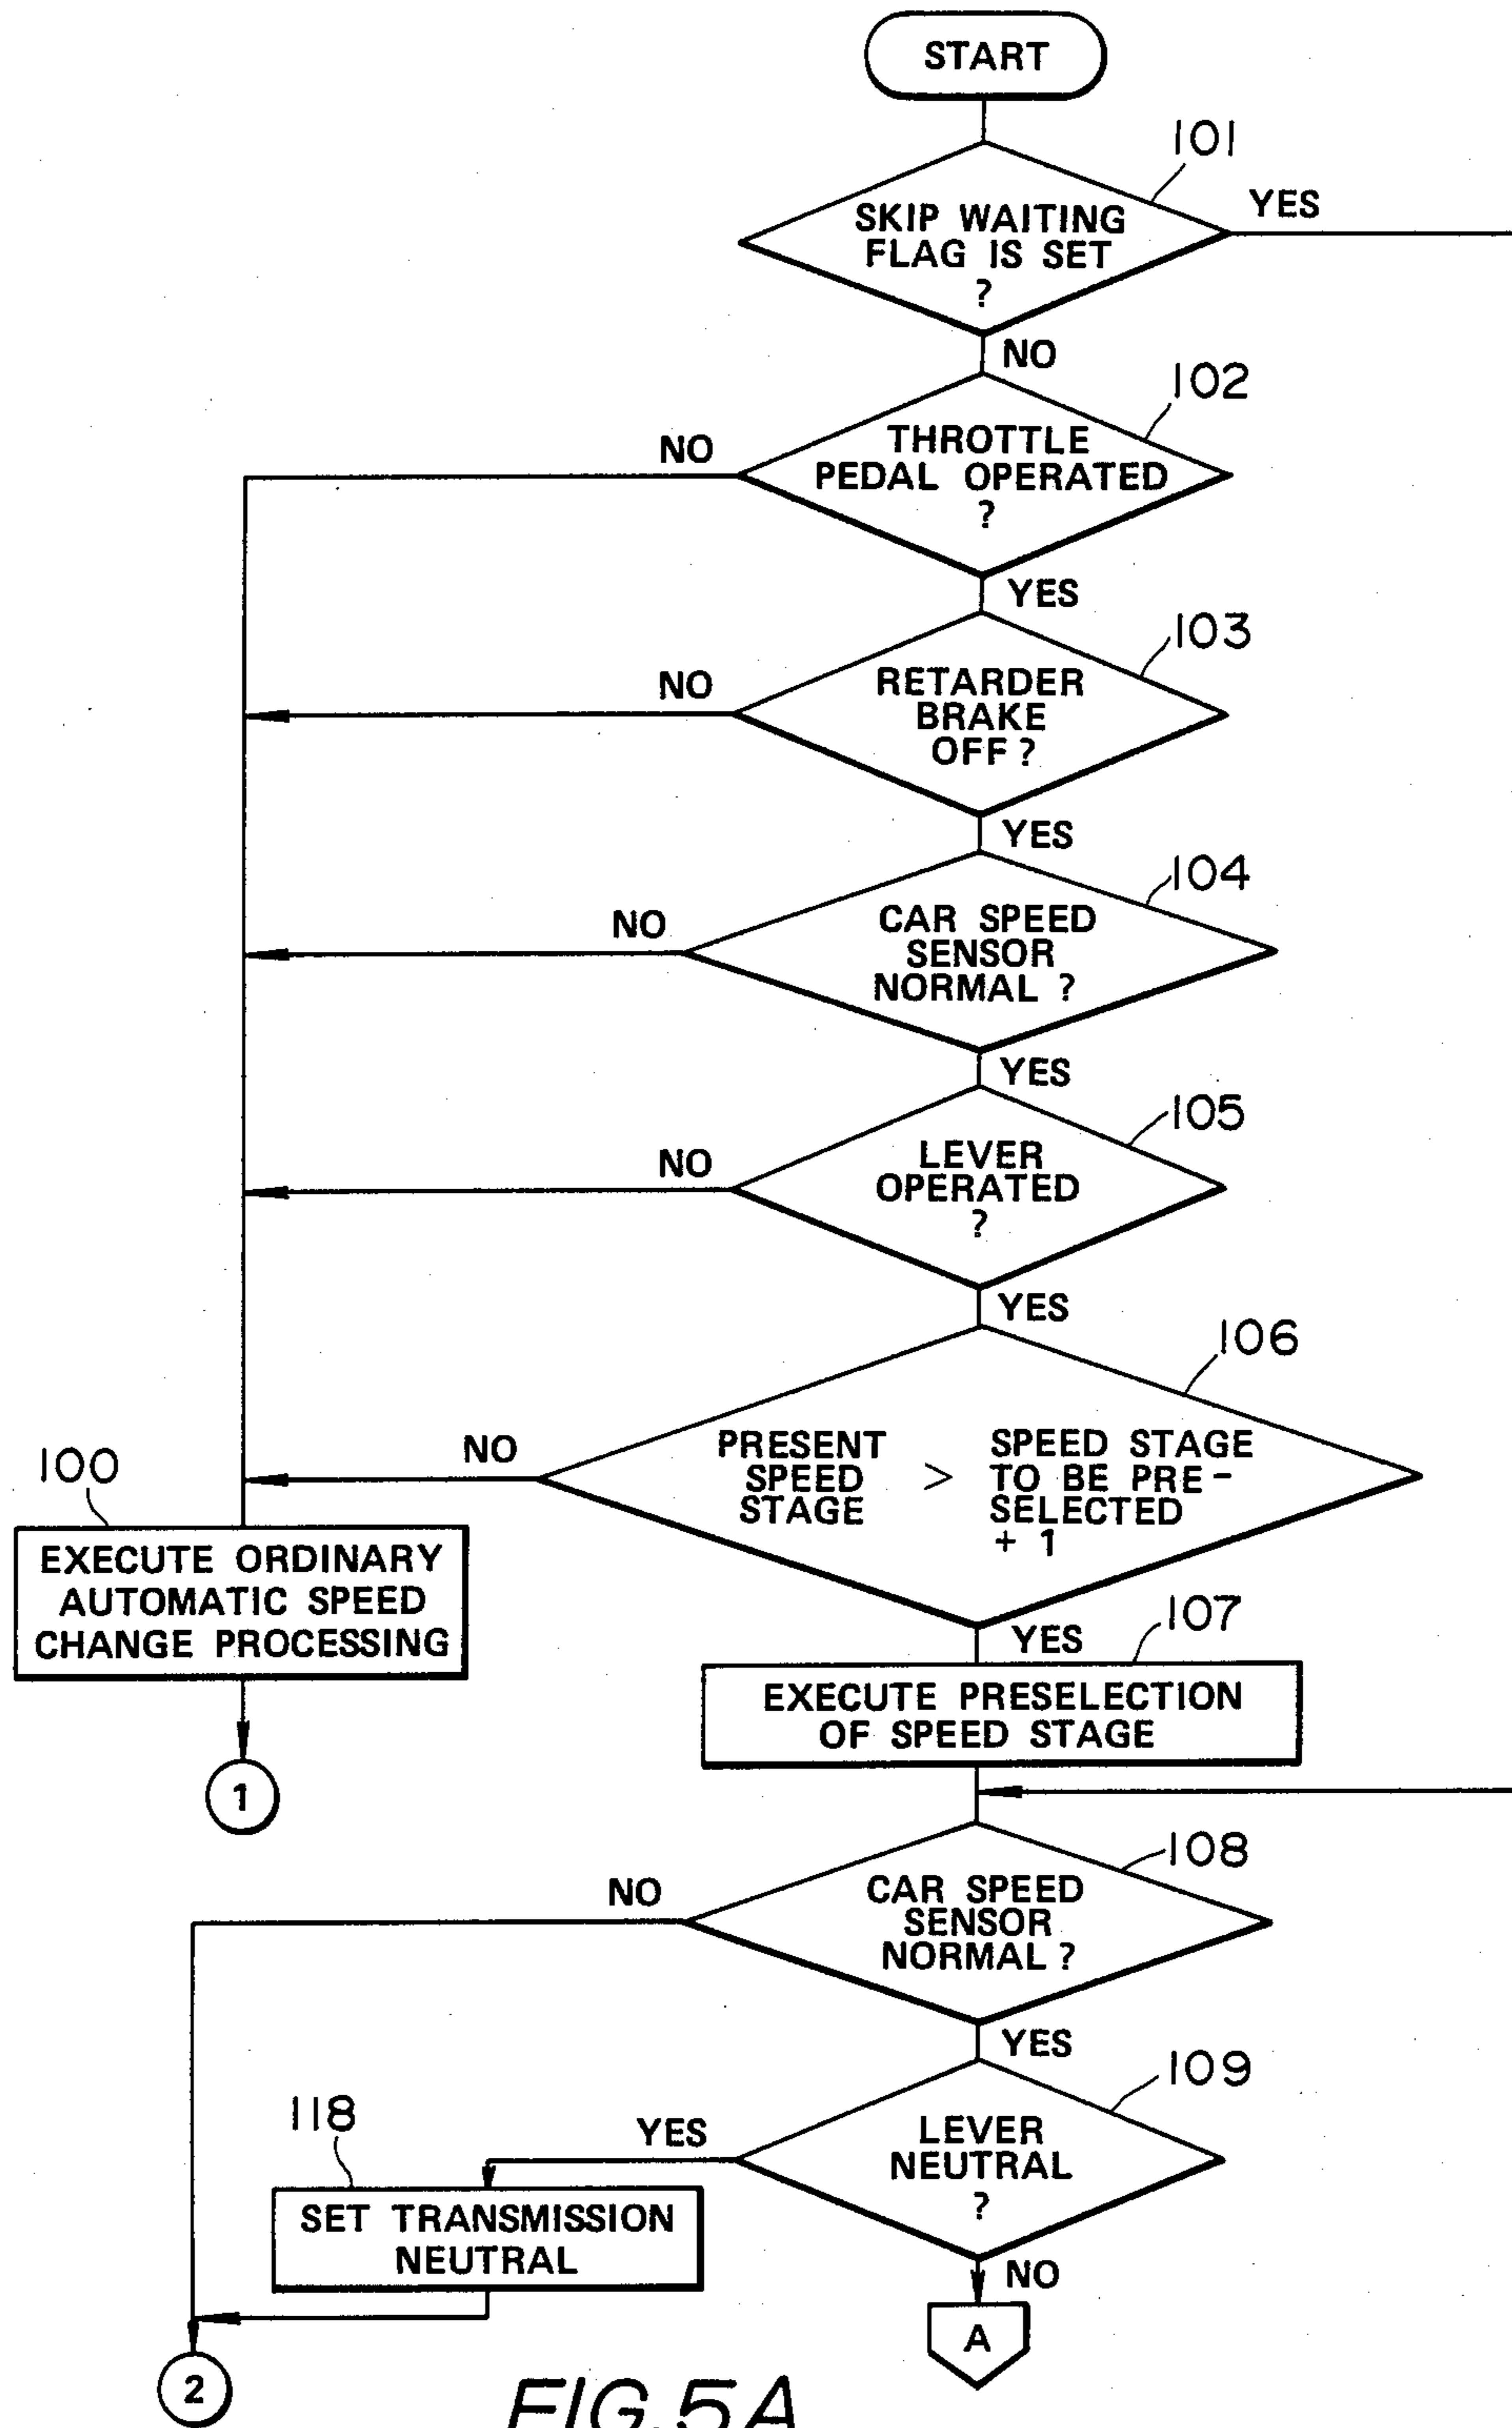 START
101
SKIP WAITING
FLAG IS SET
?
YES
NO
102
THROTTLE
PEDAL OPERATED
?
NO
YES
103
RETARDER
BRAKE
OFF ?
NO
YES
104
CAR SPEED
SENSOR
NORMAL ?
NO
YES
105
LEVER
OPERATED
?
NO
YES
106
PRESENT
SPEED
STAGE
>
SPEED STAGE
TO BE PRE-
SELECTED
+ 1
NO
100
EXECUTE ORDINARY
AUTOMATIC SPEED
CHANGE PROCESSING
1
YES
107
EXECUTE PRESELECTION
OF SPEED STAGE
108
CAR SPEED
SENSOR
NORMAL ?
NO
YES
109
LEVER
NEUTRAL
?
YES
118
SET TRANSMISSION
NEUTRAL
NO
A
2
FIG.5A